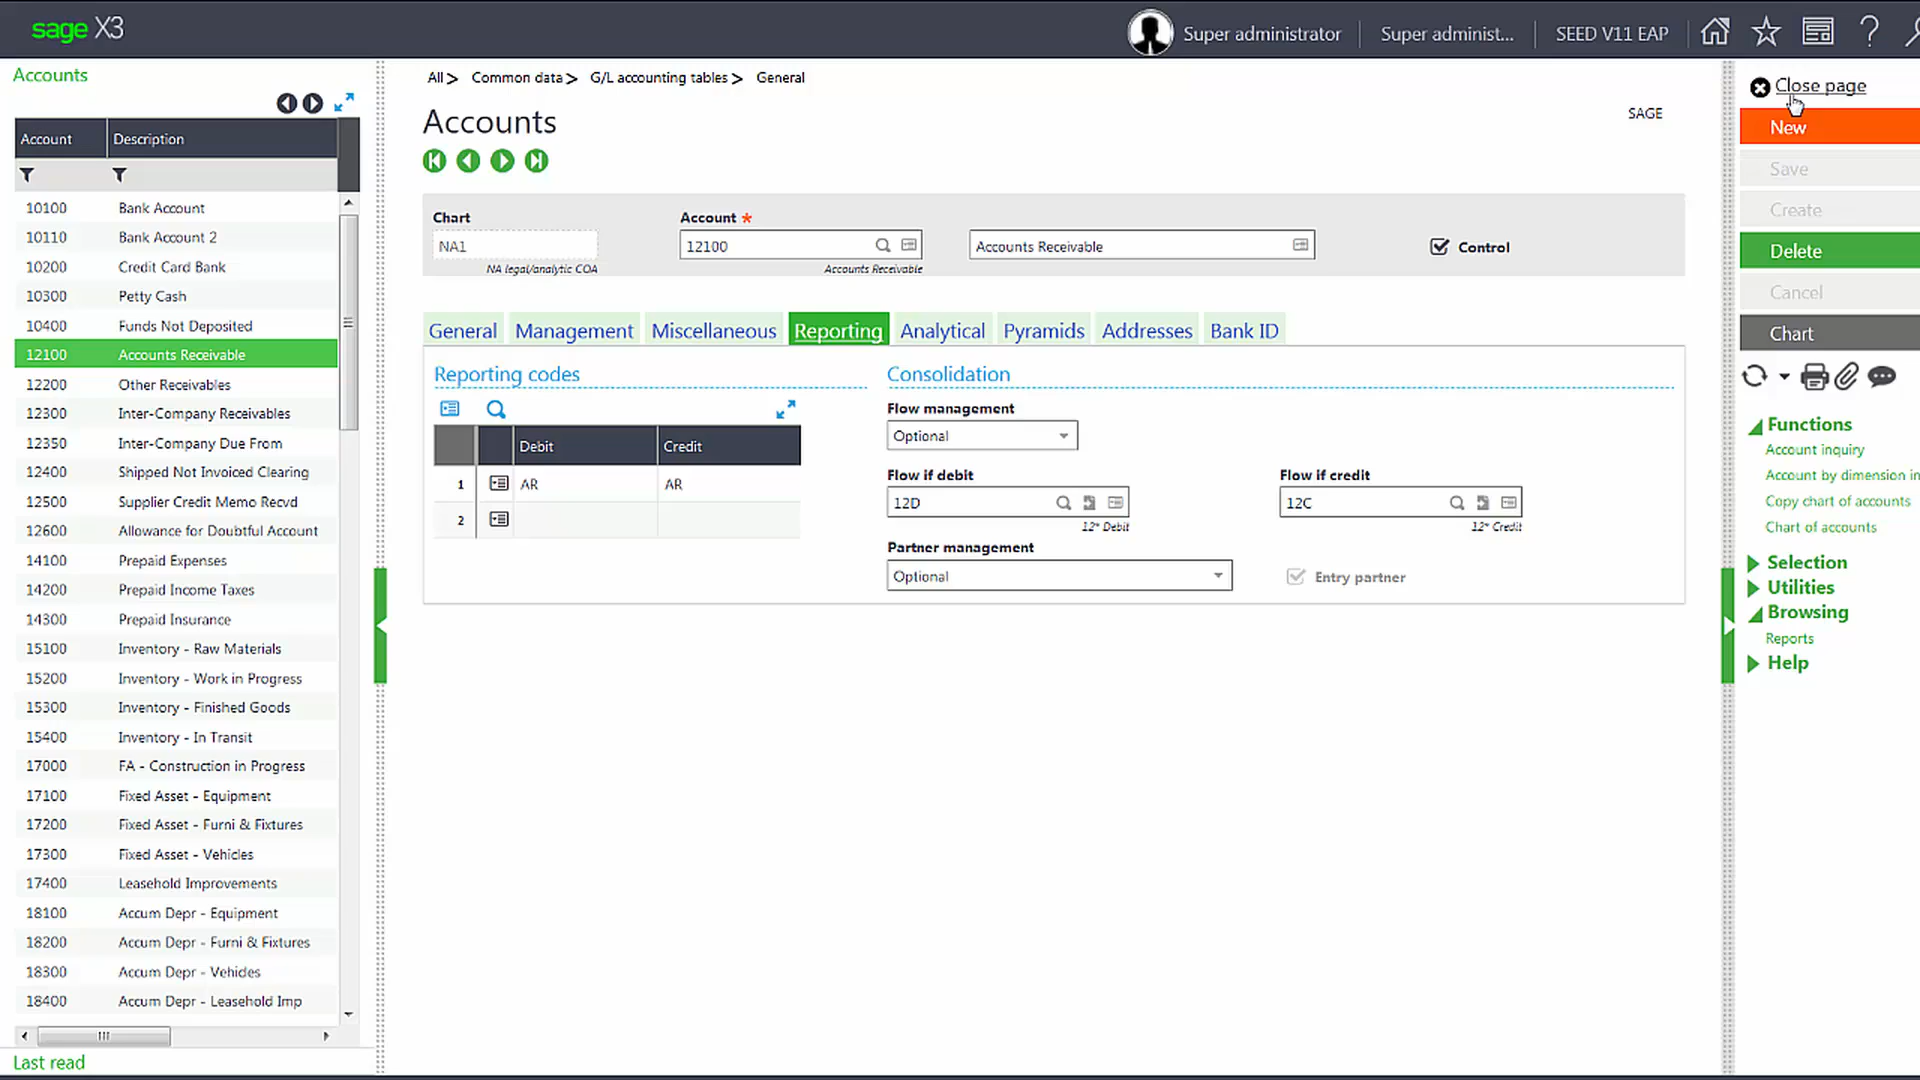 sage X3
Super administrator
Super administ...
SEED V11 EAP
Accounts
Account Description
10100 Bank Account
10110 Bank Account 2
10200 Credit Card Bank
10300 Petty Cash
10400 Funds Not Deposited
12100 Accounts Receivable
12200 Other Receivables
12300 Inter-Company Receivables
12350 Inter-Company Due From
12400 Shipped Not Invoiced Clearing
12500 Supplier Credit Memo Recvd
12600 Allowance for Doubtful Account
14100 Prepaid Expenses
14200 Prepaid Income Taxes
14300 Prepaid Insurance
15100 Inventory - Raw Materials
15200 Inventory - Work in Progress
15300 Inventory - Finished Goods
15400 Inventory - In Transit
17000 FA - Construction in Progress
17100 Fixed Asset - Equipment
17200 Fixed Asset - Furni & Fixtures
17300 Fixed Asset - Vehicles
17400 Leasehold Improvements
18100 Accum Depr - Equipment
18200 Accum Depr - Furni & Fixtures
18300 Accum Depr - Vehicles
18400 Accum Depr - Leasehold Imp
Last read
All > Common data > G/L accounting tables > General
Accounts
SAGE
Chart Account *
NA1 12100 Accounts Receivable Control
NA legal/analytic COA Accounts Receivable
General Management Miscellaneous Reporting Analytical Pyramids Addresses Bank ID
Reporting codes
Debit Credit
1 AR AR
2
Consolidation
Flow management
Optional
Flow if debit Flow if credit
12D 12C
12* Debit 12* Credit
Partner management
Optional Entry partner
Close page
New
Save
Create
Delete
Cancel
Chart
Functions
Account inquiry
Account by dimension in
Copy chart of accounts
Chart of accounts
Selection
Utilities
Browsing
Reports
Help